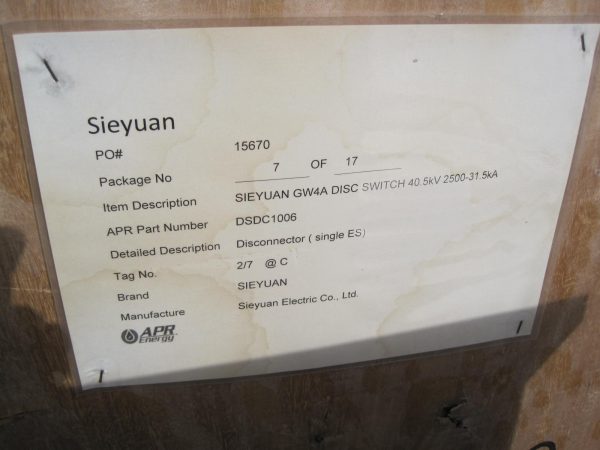 Sieyuan
PO# 15670
Package No 7 OF 17
Item Description SIEYUAN GW4A DISC SWITCH 40.5kV 2500-31.5kA
APR Part Number DSDC1006
Detailed Description Disconnector ( single ES)
Tag No. 2/7 @ C
Brand SIEYUAN
Manufacture Sieyuan Electric Co., Ltd.
APR
Energy